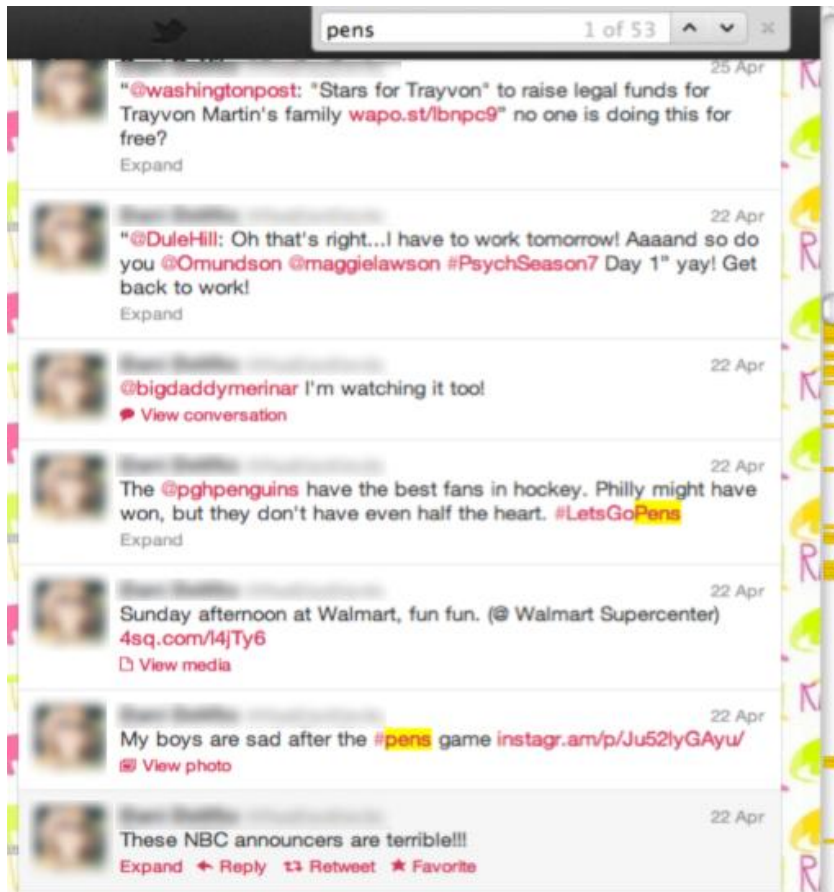 pens 1 of 53
25 Apr
"@washingtonpost: "Stars for Trayvon" to raise legal funds for
Trayvon Martin's family wapo.st/Ibnpc9" no one is doing this for
free?
Expand
22 Apr
"@DuleHill: Oh that's right...I have to work tomorrow! Aaaand so do
you @Omundson @maggielawson #PsychSeason7 Day 1" yay! Get
back to work!
Expand
22 Apr
@bigdaddymerinar I'm watching it too!
View conversation
22 Apr
The @pghpenguins have the best fans in hockey. Philly might have
won, but they don't have even half the heart. #LetsGoPens
Expand
22 Apr
Sunday afternoon at Walmart, fun fun. (@ Walmart Supercenter)
4sq.com/I4jTy6
View media
22 Apr
My boys are sad after the #pens game instagr.am/p/Ju52lyGAyu/
View photo
22 Apr
These NBC announcers are terrible!!!
Expand Reply Retweet Favorite